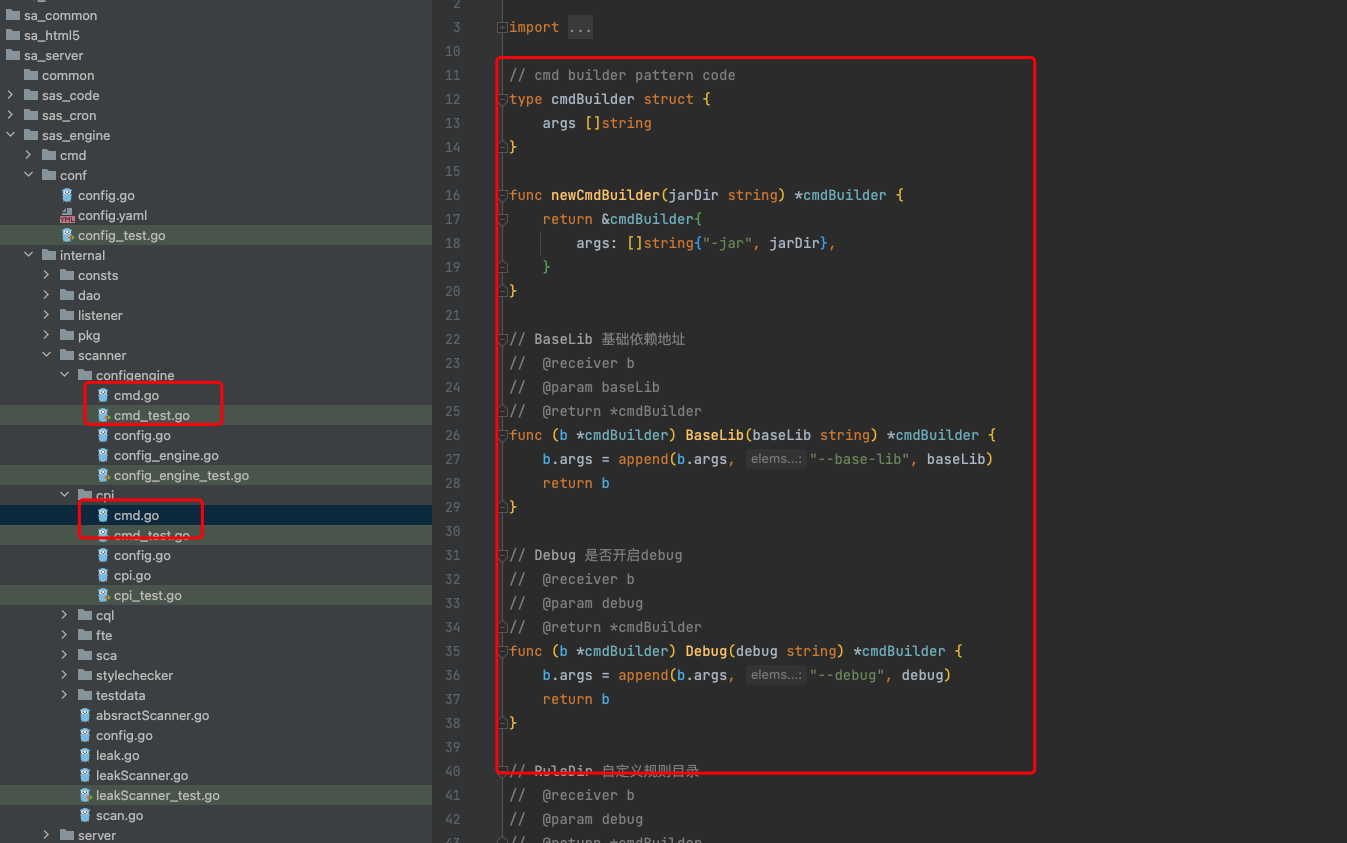 sa_common
sa_html5
sa_server
common
sas_code
sas_cron
sas_engine
cmd
conf
config.go
config.yaml
config_test.go
internal
consts
dao
listener
pkg
scanner
configengine
cmd.go
cmd_test.go
config.go
config_engine.go
config_engine_test.go
cpi
cmd.go
cmd_test.go
config.go
cpi.go
cpi_test.go
cql
fte
sca
stylechecker
testdata
absractScanner.go
config.go
leak.go
leakScanner.go
leakScanner_test.go
scan.go
server
2
3 import ...
10
11 // cmd builder pattern code
12 type cmdBuilder struct {
13 args []string
14 }
15
16 func newCmdBuilder(jarDir string) *cmdBuilder {
17 return &cmdBuilder{
18 args: []string{"-jar", jarDir},
19 }
20 }
21
22 // BaseLib 基础依赖地址
23 // @receiver b
24 // @param baseLib
25 // @return *cmdBuilder
26 func (b *cmdBuilder) BaseLib(baseLib string) *cmdBuilder {
27 b.args = append(b.args, elems...: "--base-lib", baseLib)
28 return b
29 }
30
31 // Debug 是否开启debug
32 // @receiver b
33 // @param debug
34 // @return *cmdBuilder
35 func (b *cmdBuilder) Debug(debug string) *cmdBuilder {
36 b.args = append(b.args, elems...: "--debug", debug)
37 return b
38 }
39
40 // RuleDir 自定义规则目录
41 // @receiver b
42 // @param debug
43 // @return *cmdBuilder